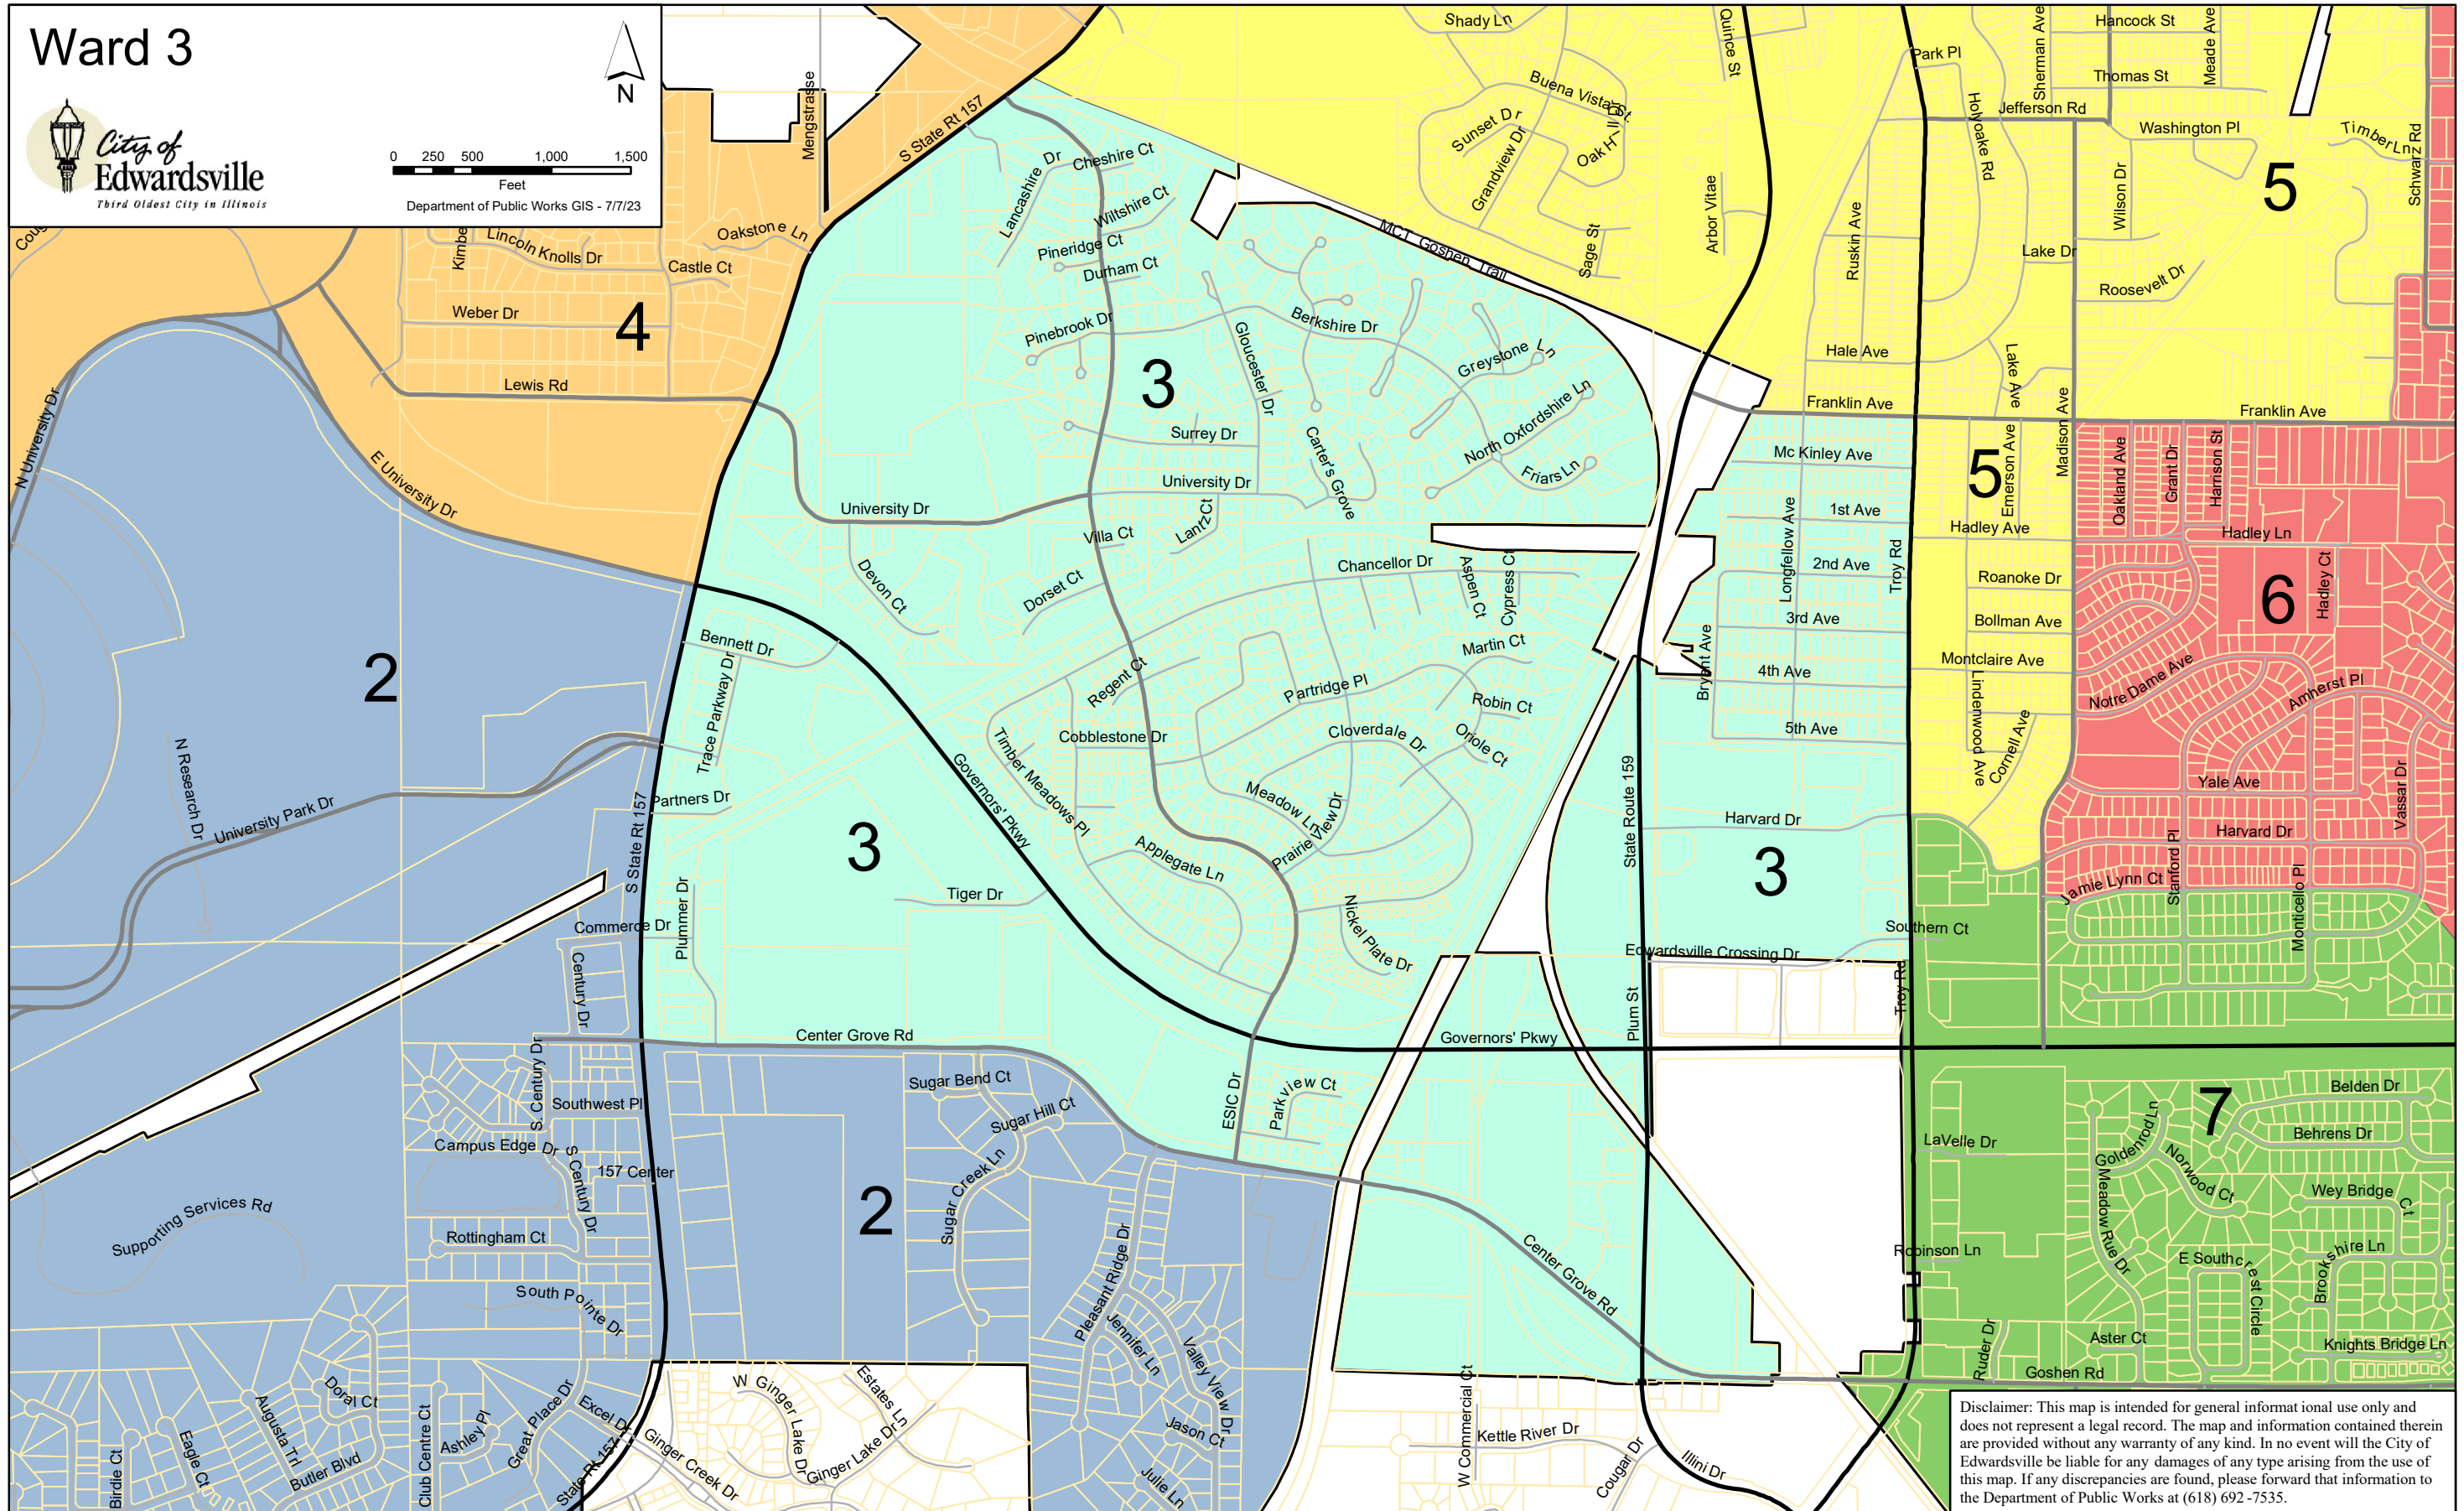 Ward 3
N
City of
Edwardsville
Third Oldest City in Illinois
0 250 500 1,000 1,500
Feet
Department of Public Works GIS - 7/7/23
Mengstrasse
S State Rt 157
Shady Ln
Quince St
Buena Vista St.
Sunset Dr
Grandview Dr
Oak Hill Dr
Sage St
Arbor Vitae
Park Pl
Sherman Ave
Hancock St
Meade Ave
Thomas St
Jefferson Rd
Holyoake Rd
Washington Pl
Timber Ln
Schwarz Rd
5
Wilson Dr
Ruskin Ave
Lake Dr
Roosevelt Dr
Hale Ave
Lake Ave
Franklin Ave
Madison Ave
Franklin Ave
Kimbe
Lincoln Knolls Dr
Oakstone Ln
Castle Ct
Weber Dr
4
Lewis Rd
N University Dr
E University Dr
Lancashire Dr
Cheshire Ct
Wiltshire Ct
Pineridge Ct
Durham Ct
MCT Goshen Trail
Pinebrook Dr
Berkshire Dr
Gloucester Dr
3
Greystone Ln
North Oxfordshire Ln
Friars Ln
Surrey Dr
Carter's Grove
University Dr
University Dr
Lantz Ct
Villa Ct
Devon Ct
Dorset Ct
Chancellor Dr
Aspen Ct
Cypress Ct
Mc Kinley Ave
1st Ave
Longfellow Ave
2nd Ave
Troy Rd
3rd Ave
Bryant Ave
4th Ave
5th Ave
5
Emerson Ave
Hadley Ave
Roanoke Dr
Bollman Ave
Montclaire Ave
Lindenwood Ave
Cornell Ave
Oakland Ave
Grant Dr
Harrison St
Hadley Ln
6
Hadley Ct
Notre Dame Ave
Amherst Pl
Yale Ave
Vassar Dr
Harvard Dr
Stanford Pl
Jamie Lynn Ct
Monticello Pl
2
Bennett Dr
Trace Parkway Dr
Regent Ct
Partridge Pl
Martin Ct
Robin Ct
Oriole Ct
Cloverdale Dr
Cobblestone Dr
Timber Meadows Pl
Meadow Ln
Prairie View Dr
Applegate Ln
Nickel Plate Dr
Governors Pkwy
N Research Dr
University Park Dr
S State Rt 157
Partners Dr
3
Tiger Dr
Plummer Dr
Commerce Dr
Century Dr
Center Grove Rd
State Route 159
Harvard Dr
3
Southern Ct
Edwardsville Crossing Dr
Troy Rd
Plum St
Governors' Pkwy
S. Century Dr
Southwest Pl
Campus Edge Dr
S Century Dr
157 Center
Supporting Services Rd
Rottingham Ct
South Pointe Dr
2
Sugar Bend Ct
Sugar Hill Ct
Sugar Creek Ln
ESIC Dr
Parkview Ct
Pleasant Ridge Dr
Jennifer Ln
Valley View Dr
Jason Ct
Julie Ln
Center Grove Rd
7
Belden Dr
Behrens Dr
LaVelle Dr
Goldenrod Ln
Norwood Ct
Meadow Rue Dr
Wey Bridge Ct
Robinson Ln
E Southcrest Circle
Brookshire Ln
Ruder Dr
Aster Ct
Knights Bridge Ln
Goshen Rd
Birdie Ct
Eagle Ct
Augusta Trl
Doral Ct
Butler Blvd
Club Centre Ct
Ashley Pl
Great Place Dr
Excel Dr
State Rt 157
Ginger Creek Dr
W Ginger Lake Dr
Estates Ln
Ginger Lake Dr
W Commercial Ct
Kettle River Dr
Cougar Dr
Illini Dr
Disclaimer: This map is intended for general informat ional use only and
does not represent a legal record. The map and information contained therein
are provided without any warranty of any kind. In no event will the City of
Edwardsville be liable for any damages of any type arising from the use of
this map. If any discrepancies are found, please forward that information to
the Department of Public Works at (618) 692 -7535.